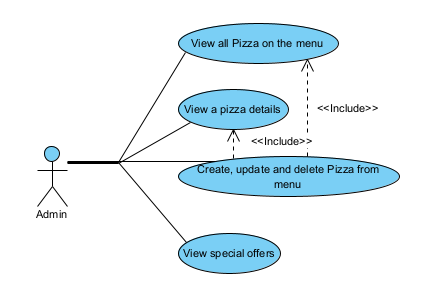 View all Pizza on the menu
<<Include>>
View a pizza details
<<Include>>
Create, update and delete Pizza from
menu
Admin
View special offers